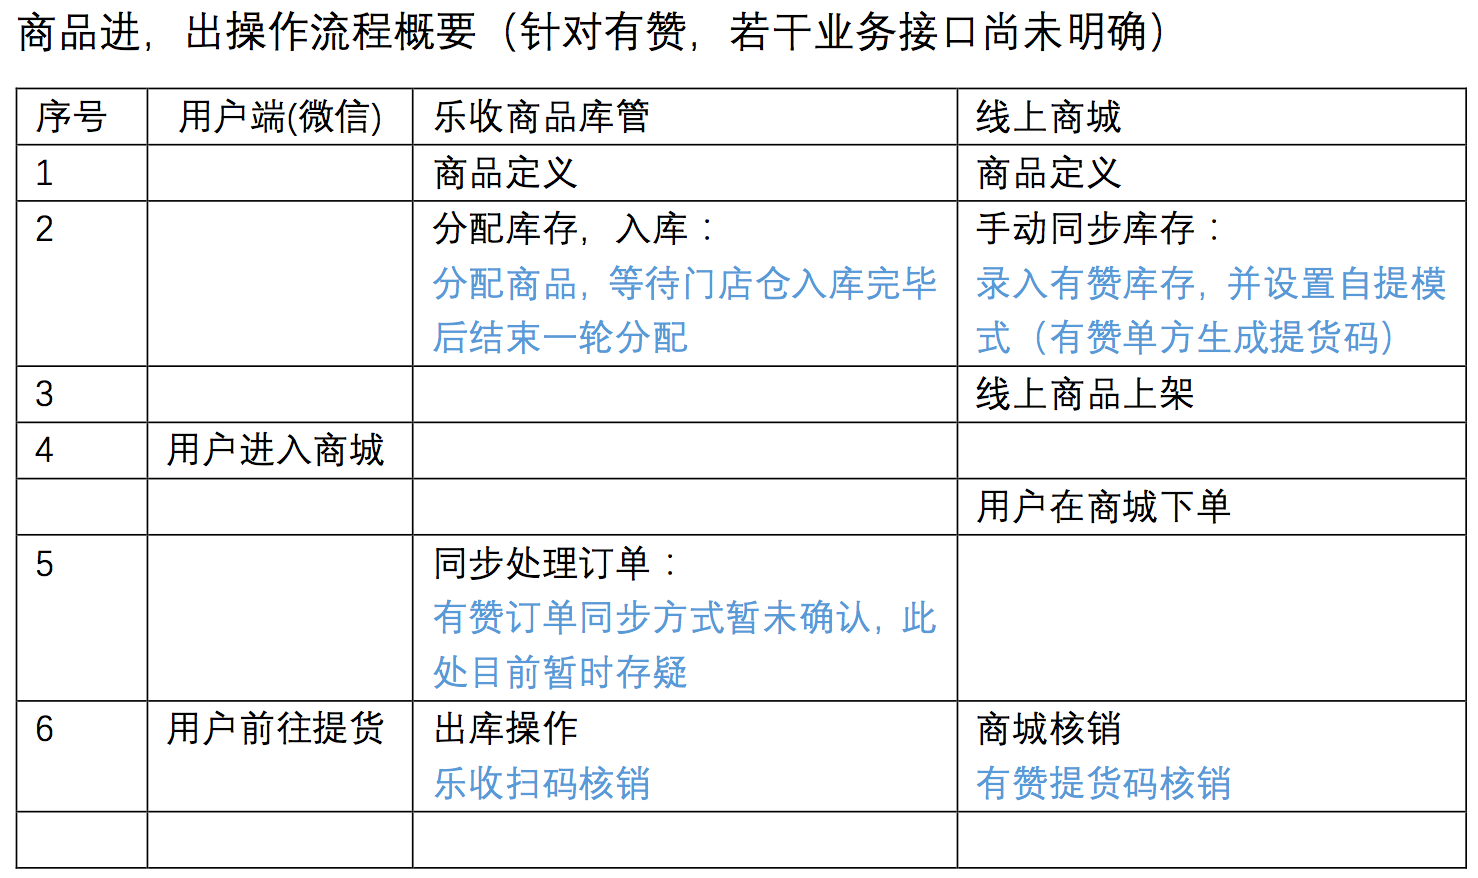 商品进，出操作流程概要（针对有赞，若干业务接口尚未明确）
序号 用户端(微信) 乐收商品库管 线上商城
1 商品定义 商品定义
2 分配库存，入库： 手动同步库存：
分配商品，等待门店仓入库完毕 录入有赞库存，并设置自提模
后结束一轮分配 式（有赞单方生成提货码）
3 线上商品上架
4 用户进入商城
用户在商城下单
5 同步处理订单：
有赞订单同步方式暂未确认，此
处目前暂时存疑
6 用户前往提货 出库操作 商城核销
乐收扫码核销 有赞提货码核销